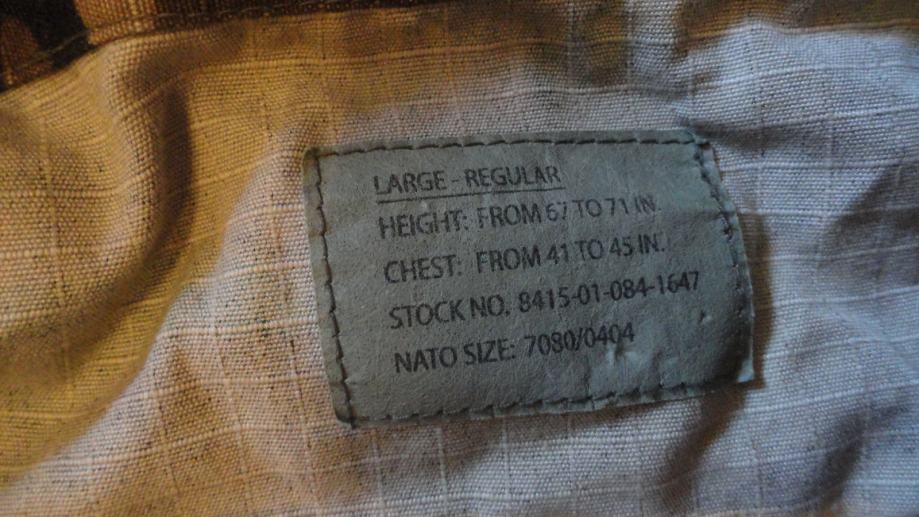 LARGE - REGULAR
HEIGHT: FROM 67 TO 71 IN.
CHEST: FROM 41 TO 45 IN.
STOCK NO. 8415-01-084-1647
NATO SIZE: 7080/0404